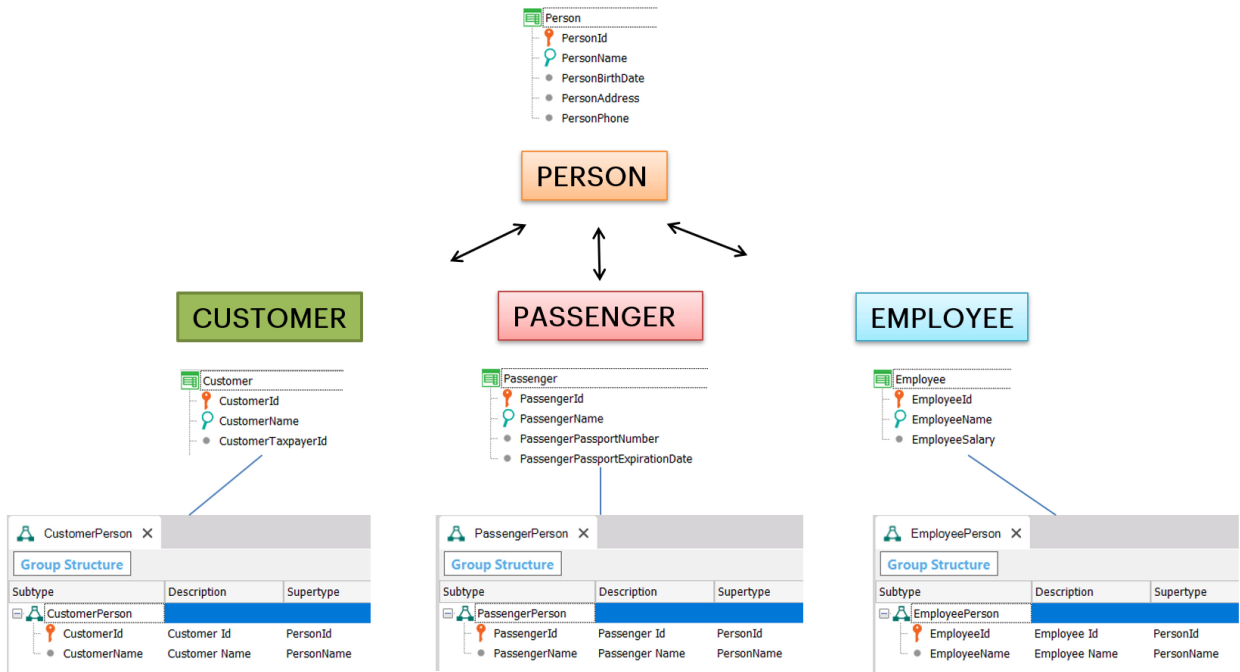 Person
PersonId
PersonName
PersonBirthDate
PersonAddress
PersonPhone
PERSON
CUSTOMER
PASSENGER
EMPLOYEE
Customer
CustomerId
CustomerName
CustomerTaxpayerId
Passenger
PassengerId
PassengerName
PassengerPassportNumber
PassengerPassportExpirationDate
Employee
EmployeeId
EmployeeName
EmployeeSalary
CustomerPerson
Group Structure
Subtype Description Supertype
CustomerPerson
CustomerId Customer Id PersonId
CustomerName Customer Name PersonName
PassengerPerson
Group Structure
Subtype Description Supertype
PassengerPerson
PassengerId Passenger Id PersonId
PassengerName Passenger Name PersonName
EmployeePerson
Group Structure
Subtype Description Supertype
EmployeePerson
EmployeeId Employee Id PersonId
EmployeeName Employee Name PersonName